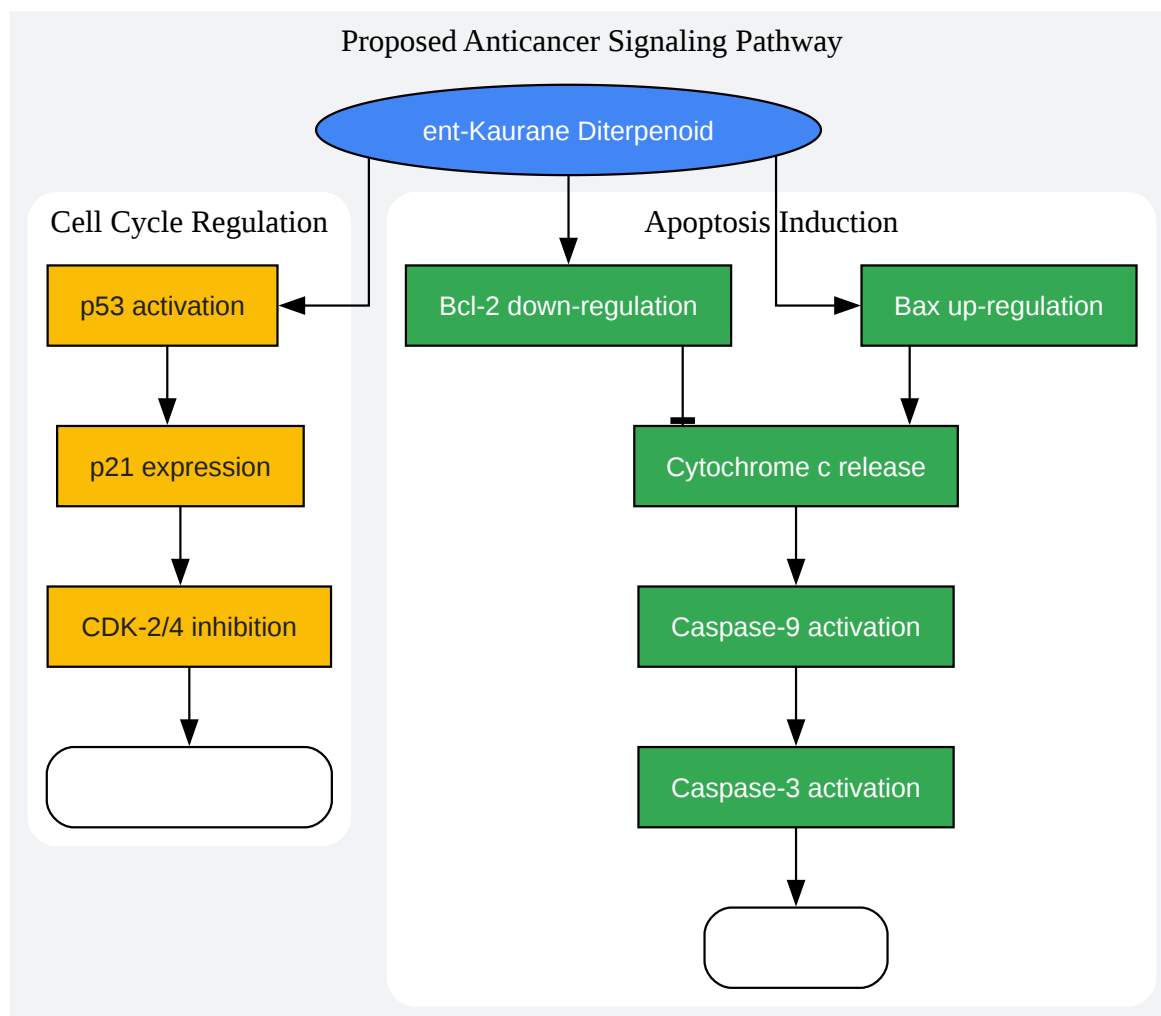 Proposed Anticancer Signaling Pathway
ent-Kaurane Diterpenoid
Cell Cycle Regulation
p53 activation
p21 expression
CDK-2/4 inhibition
Apoptosis Induction
Bcl-2 down-regulation
Bax up-regulation
Cytochrome c release
Caspase-9 activation
Caspase-3 activation